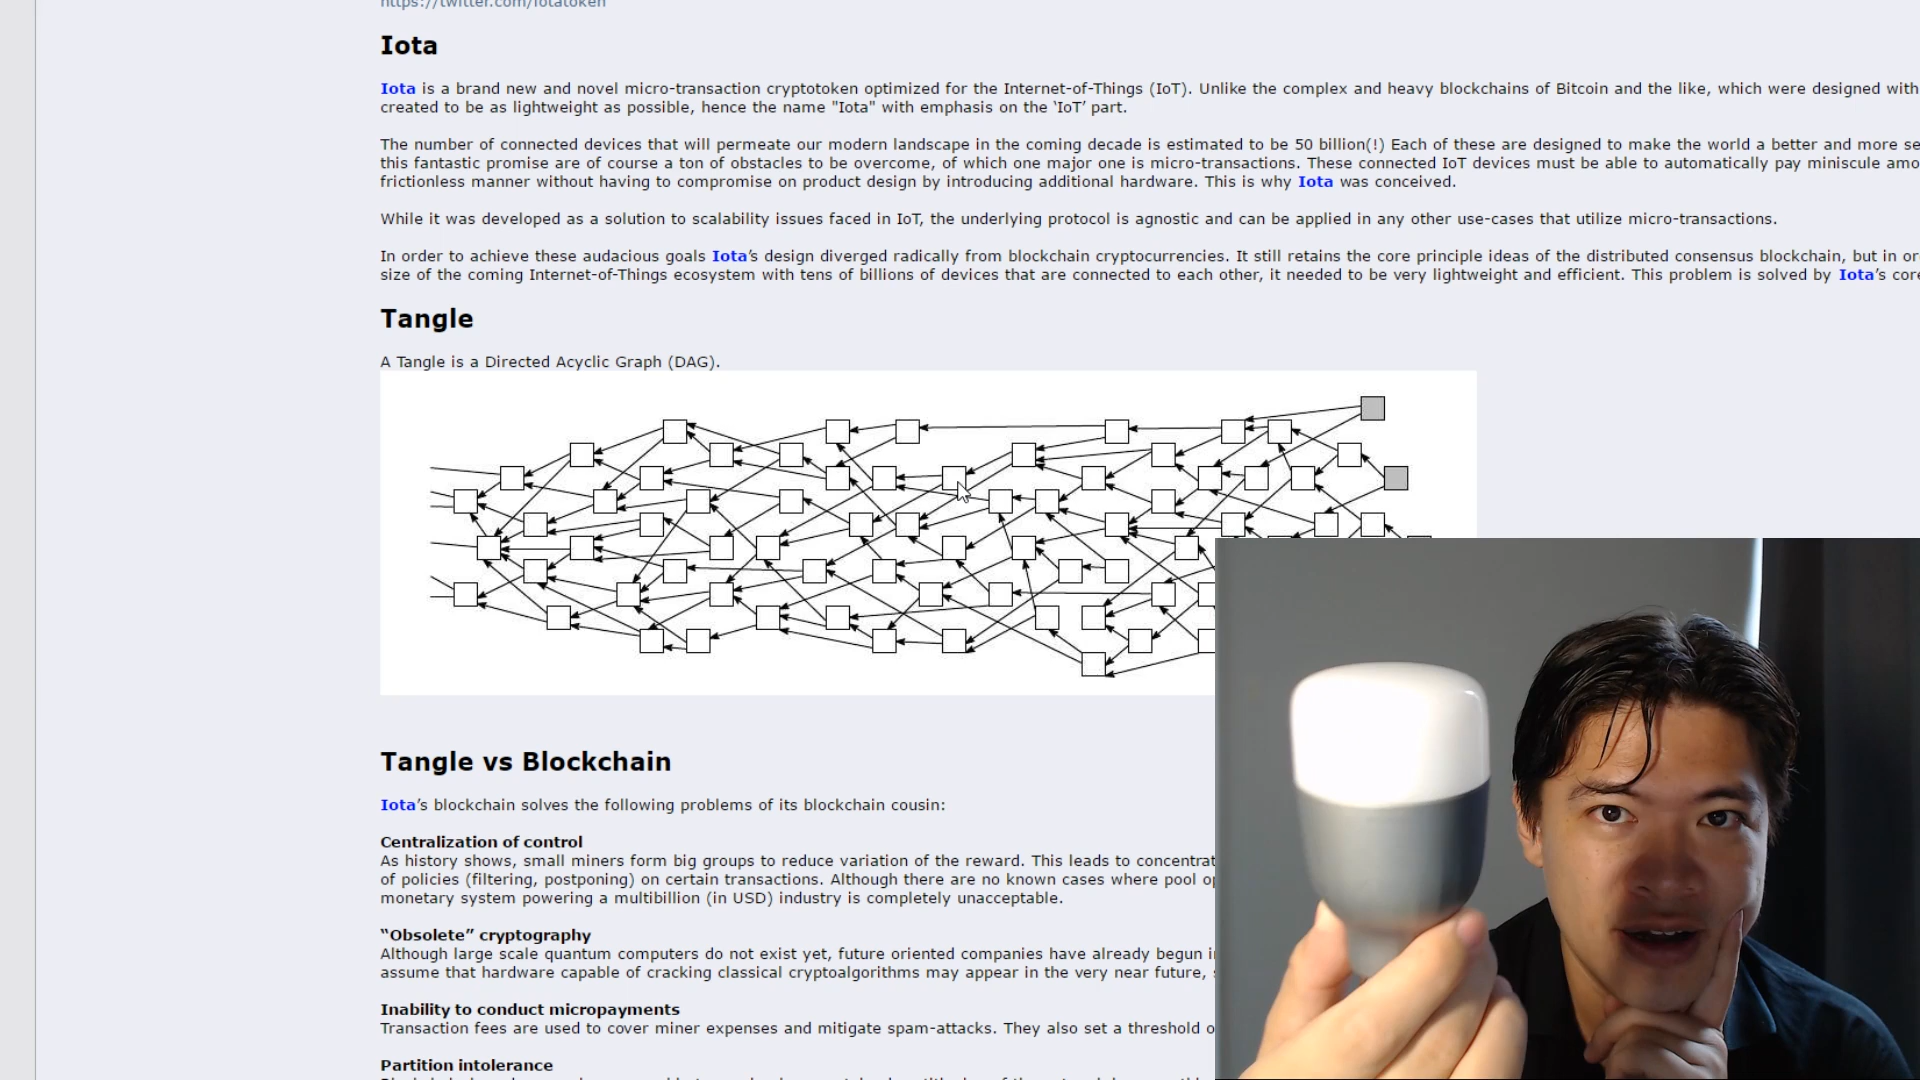 https://twitter.com/iotatoken
Iota
Iota is a brand new and novel micro-transaction cryptotoken optimized for the Internet-of-Things (IoT). Unlike the complex and heavy blockchains of Bitcoin and the like, which were designed with
created to be as lightweight as possible, hence the name "Iota" with emphasis on the ‘IoT’ part.
The number of connected devices that will permeate our modern landscape in the coming decade is estimated to be 50 billion(!) Each of these are designed to make the world a better and more se
this fantastic promise are of course a ton of obstacles to be overcome, of which one major one is micro-transactions. These connected IoT devices must be able to automatically pay miniscule amo
frictionless manner without having to compromise on product design by introducing additional hardware. This is why Iota was conceived.
While it was developed as a solution to scalability issues faced in IoT, the underlying protocol is agnostic and can be applied in any other use-cases that utilize micro-transactions.
In order to achieve these audacious goals Iota’s design diverged radically from blockchain cryptocurrencies. It still retains the core principle ideas of the distributed consensus blockchain, but in or
size of the coming Internet-of-Things ecosystem with tens of billions of devices that are connected to each other, it needed to be very lightweight and efficient. This problem is solved by Iota’s core
Tangle
A Tangle is a Directed Acyclic Graph (DAG).
Tangle vs Blockchain
Iota’s blockchain solves the following problems of its blockchain cousin:
Centralization of control
As history shows, small miners form big groups to reduce variation of the reward. This leads to concentrat
of policies (filtering, postponing) on certain transactions. Although there are no known cases where pool op
monetary system powering a multibillion (in USD) industry is completely unacceptable.
“Obsolete” cryptography
Although large scale quantum computers do not exist yet, future oriented companies have already begun i
assume that hardware capable of cracking classical cryptoalgorithms may appear in the very near future,
Inability to conduct micropayments
Transaction fees are used to cover miner expenses and mitigate spam-attacks. They also set a threshold o
Partition intolerance